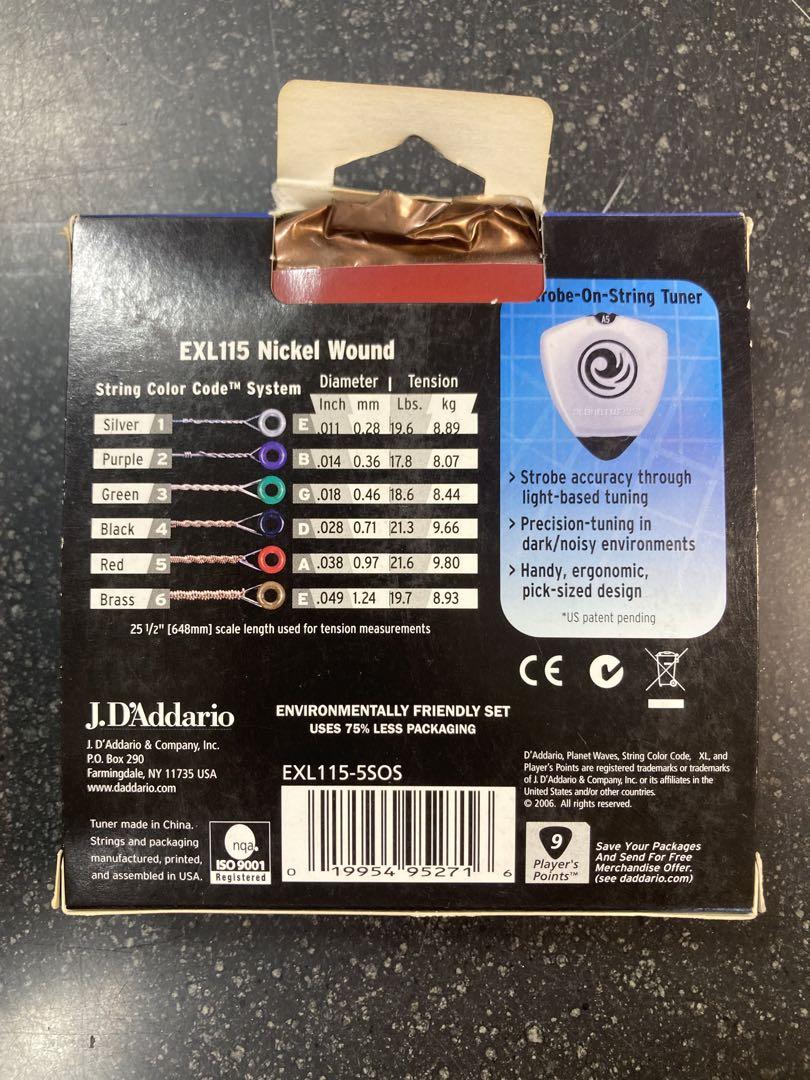 EXL115 Nickel Wound
String Color Code™ System Diameter | Tension
Inch mm Lbs. kg
Silver 1 E .011 0.28 19.6 8.89
Purple 2 B .014 0.36 17.8 8.07
Green 3 G .018 0.46 18.6 8.44
Black 4 D .028 0.71 21.3 9.66
Red 5 A .038 0.97 21.6 9.80
Brass 6 E .049 1.24 19.7 8.93
25 1/2" [648mm] scale length used for tension measurements
trobe-On-String Tuner
A5
> Strobe accuracy through
light-based tuning
> Precision-tuning in
dark/noisy environments
> Handy, ergonomic,
pick-sized design
*US patent pending
CE
J.D'Addario
J. D'Addario & Company, Inc.
P.O. Box 290
Farmingdale, NY 11735 USA
www.daddario.com
ENVIRONMENTALLY FRIENDLY SET
USES 75% LESS PACKAGING
D'Addario, Planet Waves, String Color Code, XL, and
Player's Points are registered trademarks or trademarks
of J. D'Addario & Company, Inc. or its affiliates in the
United States and/or other countries.
© 2006. All rights reserved.
EXL115-5SOS
0 19954 95271 6
Tuner made in China.
Strings and packaging
manufactured, printed,
and assembled in USA.
nqa.
ISO 9001
Registered
9
Player's
Points™
Save Your Packages
And Send For Free
Merchandise Offer.
(see daddario.com)